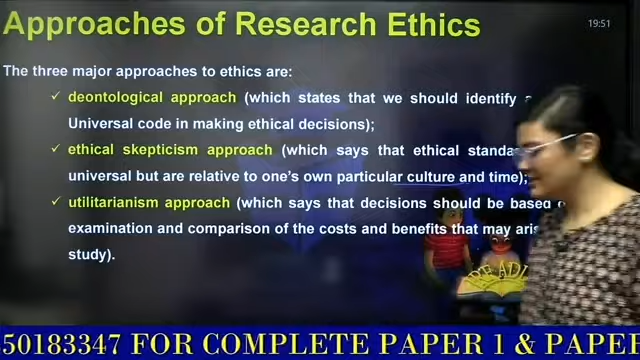 Approaches of Research Ethics
19:51
The three major approaches to ethics are:
✓ deontological approach (which states that we should identify
Universal code in making ethical decisions);
✓ ethical skepticism approach (which says that ethical
universal but are relative to one's own particular culture and time);
✓ utilitarianism approach (which says that decisions should be based
examination and comparison of the costs and benefits that may
study).
50183347 FOR COMPLETE PAPER 1 &